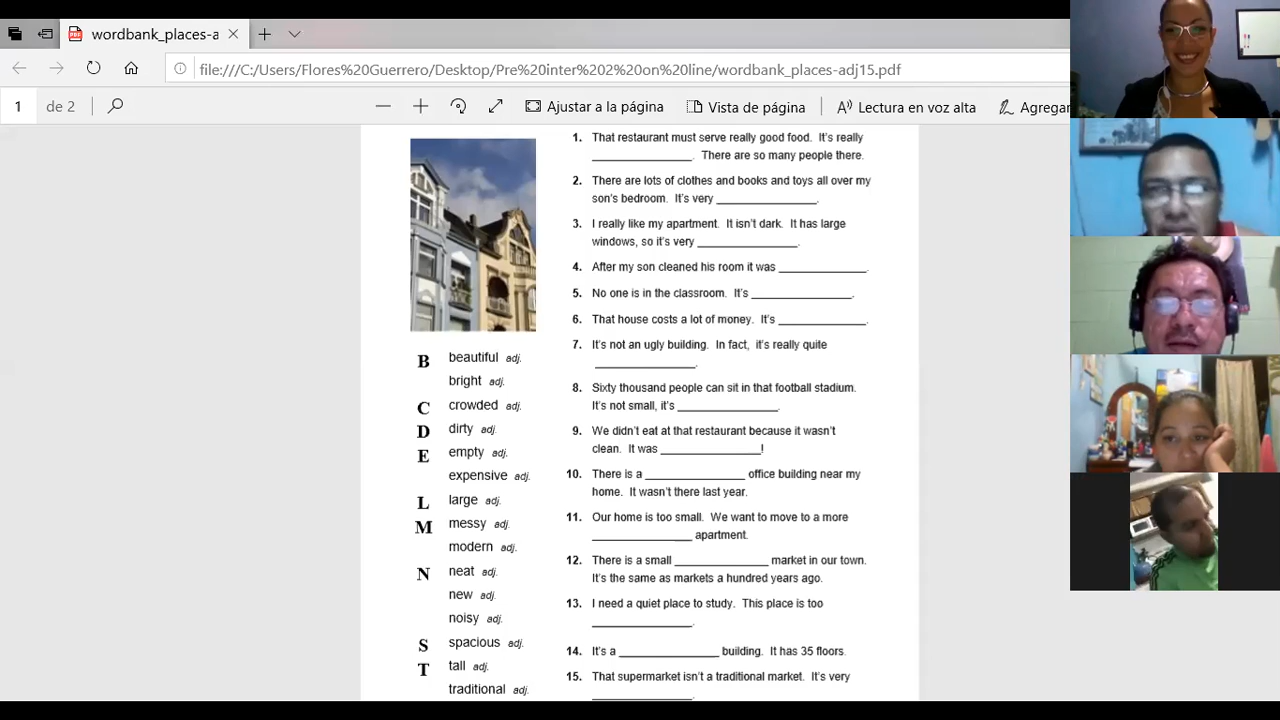 wordbank_places-a
file:///C:/Users/Flores%20Guerrero/Desktop/Pre%20inter%202%20on%20line/wordbank_places-adj15.pdf
1 de 2 Ajustar a la página Vista de página Lectura en voz alta Agregar
B beautiful adj.
bright adj.
C crowded adj.
D dirty adj.
E empty adj.
expensive adj.
L large adj.
M messy adj.
modern adj.
N neat adj.
new adj.
noisy adj.
S spacious adj.
T tall adj.
traditional adj.
1. That restaurant must serve really good food. It's really
_______________. There are so many people there.
2. There are lots of clothes and books and toys all over my
son's bedroom. It's very _______________.
3. I really like my apartment. It isn't dark. It has large
windows, so it's very _______________.
4. After my son cleaned his room it was _____________.
5. No one is in the classroom. It's _______________.
6. That house costs a lot of money. It's _____________.
7. It's not an ugly building. In fact, it's really quite
_______________.
8. Sixty thousand people can sit in that football stadium.
It's not small, it's _______________.
9. We didn't eat at that restaurant because it wasn't
clean. It was _______________!
10. There is a _______________ office building near my
home. It wasn't there last year.
11. Our home is too small. We want to move to a more
_______________ apartment.
12. There is a small ______________ market in our town.
It's the same as markets a hundred years ago.
13. I need a quiet place to study. This place is too
_______________.
14. It's a _______________ building. It has 35 floors.
15. That supermarket isn't a traditional market. It's very
_______________.